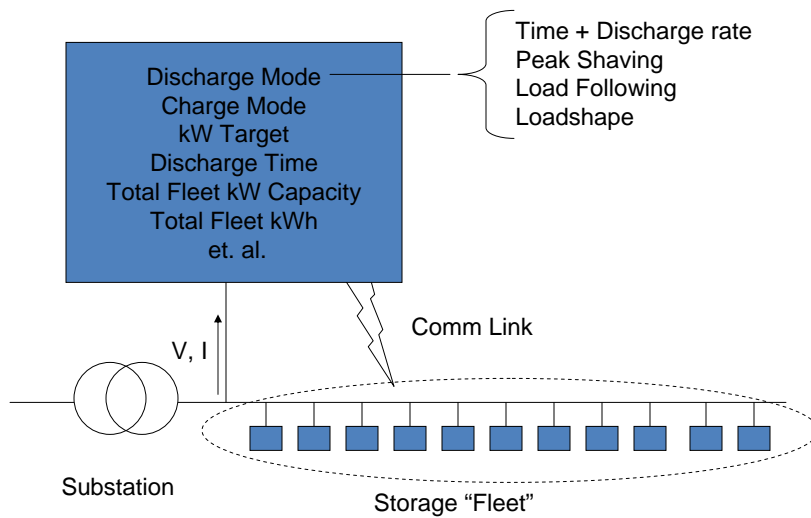 Discharge Mode
Charge Mode
kW Target
Discharge Time
Total Fleet kW Capacity
Total Fleet kWh
et. al.
Time + Discharge rate
Peak Shaving
Load Following
Loadshape
V, I
Comm Link
Substation
Storage “Fleet”